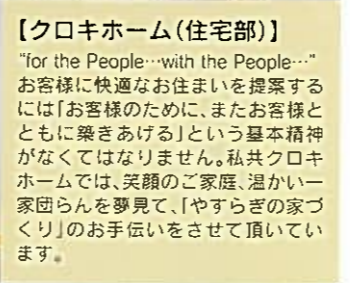 【クロキホーム(住宅部)】
"for the People…with the People…"
お客様に快適なお住まいを提案する
には「お客様のために、またお客様と
ともに築きあげる」という基本精神
がなくてはなりません。私共クロキ
ホームでは、笑顔のご家庭、温かい一
家団らんを夢見て、「やすらぎの家づ
くり」のお手伝いをさせて頂いてい
ます。